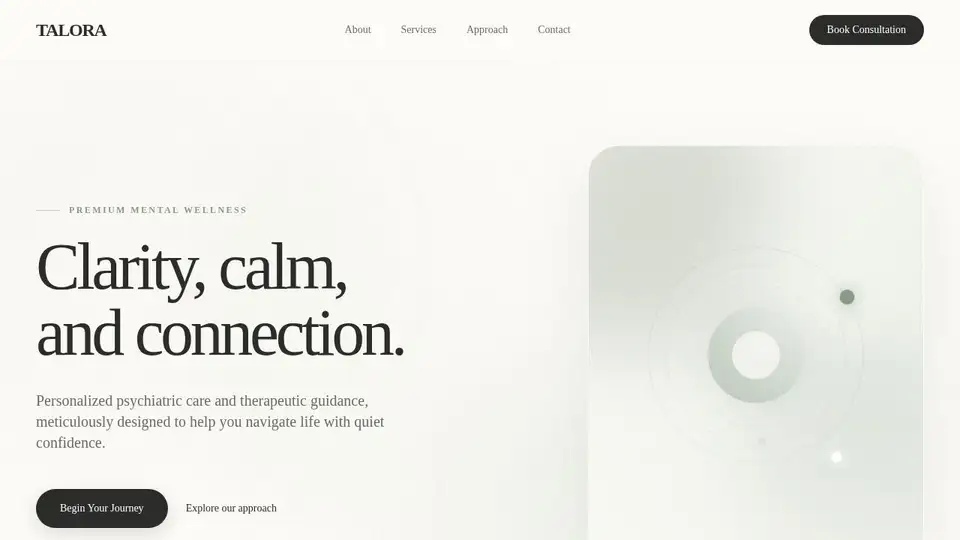 TALORA
About
Services
Approach
Contact
Book Consultation
PREMIUM MENTAL WELLNESS
Clarity, calm,
and connection.
Personalized psychiatric care and therapeutic guidance,
meticulously designed to help you navigate life with quiet
confidence.
Begin Your Journey
Explore our approach